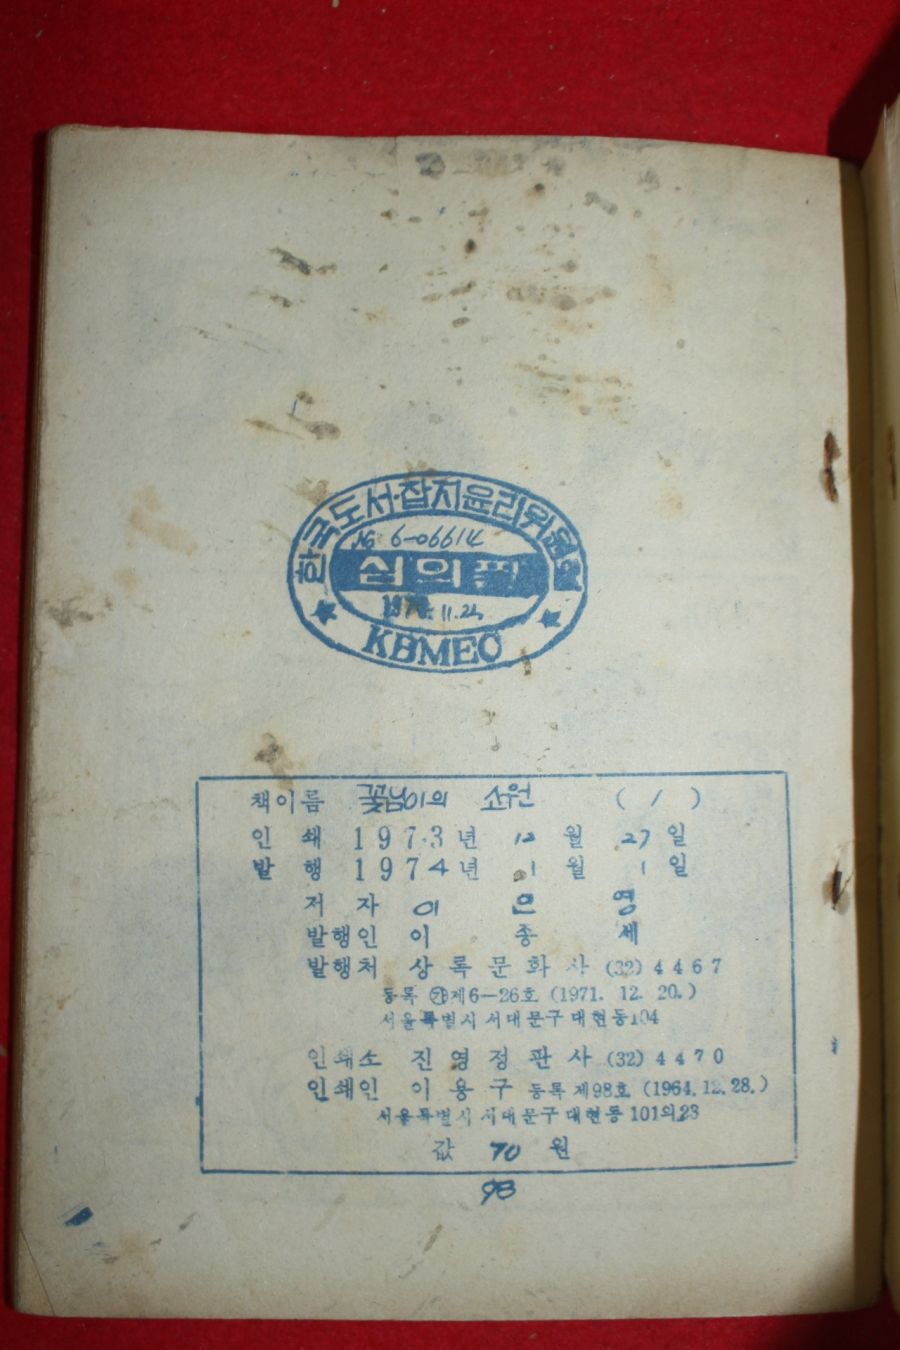 한국도서·잡지윤리위원회
№ 6-06614
심의필
11.24
KBMEC
책이름 꽃님이의 소원 ( 1 )
인 쇄 1973년 12월 27일
발 행 1974년 1월 1일
저 자 이 은 영
발행인 이 종 세
발행처 상 록 문 화 사 (32) 4467
등록 ㉮제6-26호 (1971. 12. 20.)
서울특별시 서대문구 대현동 104
인쇄소 진 영 정 판 사 (32) 4470
인쇄인 이 용 구 등록 제98호 (1964. 12. 28.)
서울특별시 서대문구 대현동 101의 23
값 70 원
98